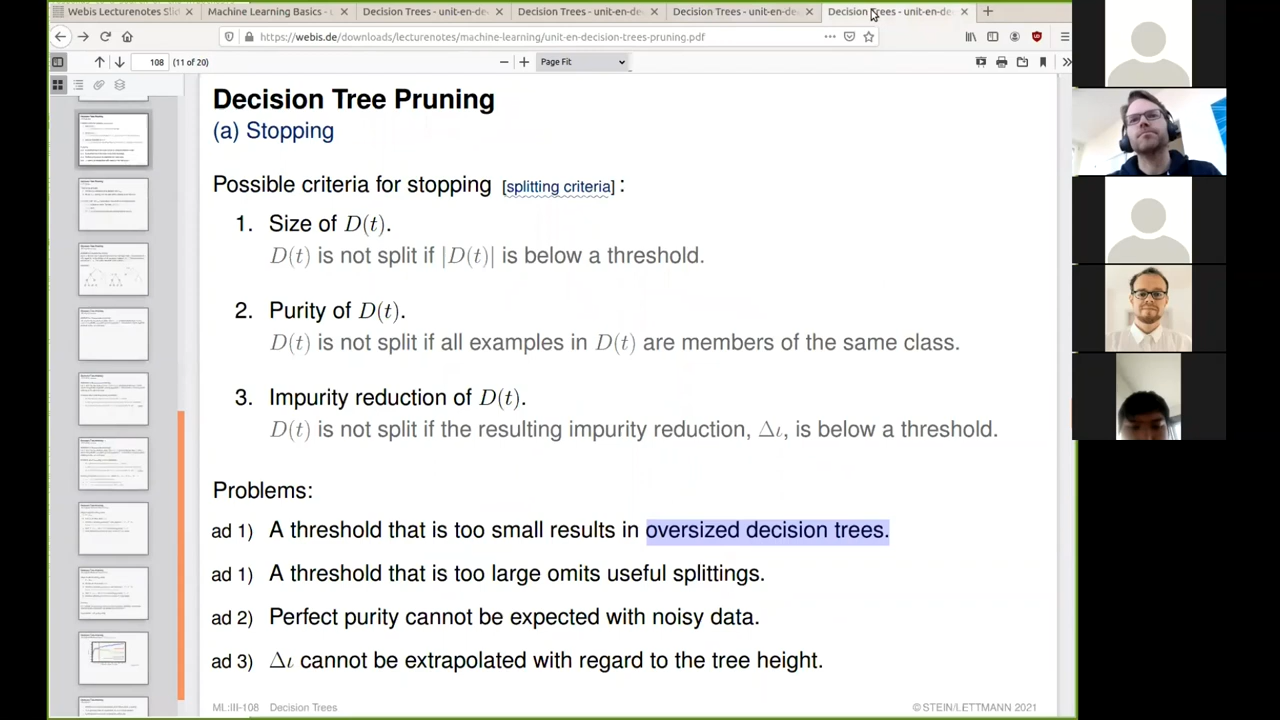 Webis Lecturenotes Slid
Machine Learning Basics - u
Decision Trees - unit-en-de
Decision Trees - unit-en-de
Decision Trees - unit-en-de
Decision Trees - unit-en-de
https://webis.de/downloads/lecturenotes/machine-learning/unit-en-decision-trees-pruning.pdf
108 (11 of 20)
Page Fit
Decision Tree Pruning
(a) Stopping
Possible criteria for stopping [splitting criteria] :
1. Size of D(t).
D(t) is not split if |D(t)| is below a threshold.
2. Purity of D(t).
D(t) is not split if all examples in D(t) are members of the same class.
3. Impurity reduction of D(t).
D(t) is not split if the resulting impurity reduction, Δι, is below a threshold.
Problems:
ad 1) A threshold that is too small results in oversized decision trees.
ad 1) A threshold that is too large omits useful splittings.
ad 2) Perfect purity cannot be expected with noisy data.
ad 3) Δι cannot be extrapolated with regard to the tree height.
ML:III-108 Decision Trees
© STEIN/LETTMANN 2021